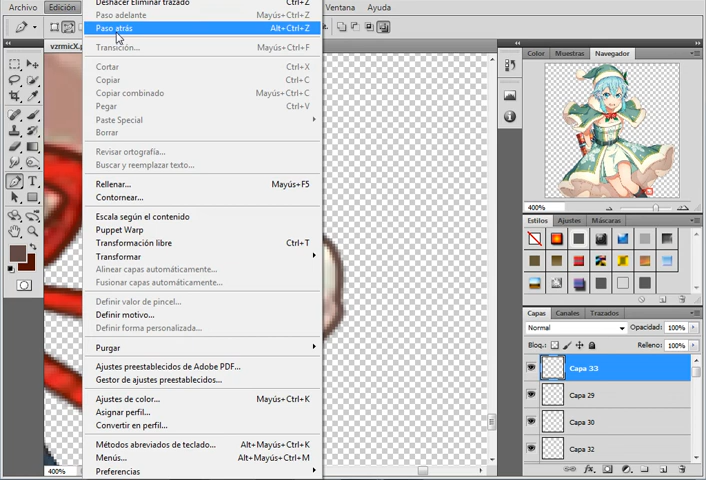 Archivo
Edición
Ventana
Ayuda
Deshacer Eliminar trazado Ctrl+Z
Paso adelante Mayús+Ctrl+Z
Paso atrás Alt+Ctrl+Z
Transición... Mayús+Ctrl+F
Cortar Ctrl+X
Copiar Ctrl+C
Copiar combinado Mayús+Ctrl+C
Pegar Ctrl+V
Paste Special
Borrar
Revisar ortografía...
Buscar y reemplazar texto...
Rellenar... Mayús+F5
Contornear...
Escala según el contenido
Puppet Warp
Transformación libre Ctrl+T
Transformar
Alinear capas automáticamente...
Fusionar capas automáticamente...
Definir valor de pincel...
Definir motivo...
Definir forma personalizada...
Purgar
Ajustes preestablecidos de Adobe PDF...
Gestor de ajustes preestablecidos...
Ajustes de color... Mayús+Ctrl+K
Asignar perfil...
Convertir en perfil...
Métodos abreviados de teclado... Alt+Mayús+Ctrl+K
Menús... Alt+Mayús+Ctrl+M
Preferencias
vzrmicX.p
400%
Color Muestras Navegador
400%
Estilos Ajustes Máscaras
Capas Canales Trazados
Normal Opacidad: 100%
Bloq.: Relleno: 100%
Capa 33
Capa 29
Capa 30
Capa 32